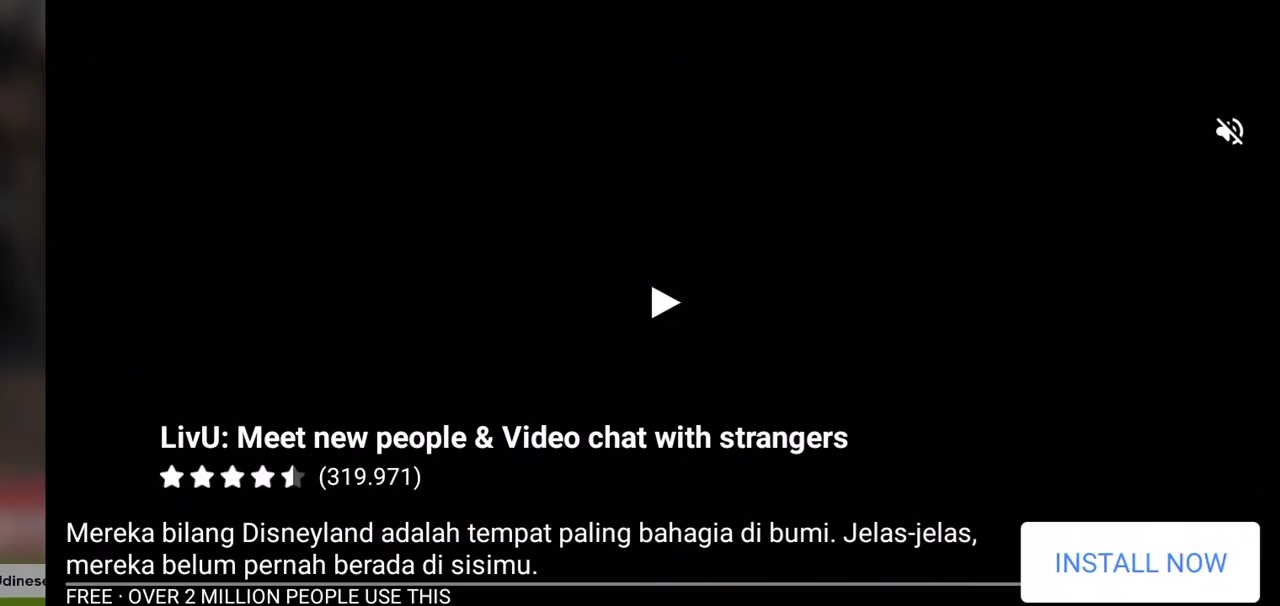 LivU: Meet new people & Video chat with strangers
(319.971)
Mereka bilang Disneyland adalah tempat paling bahagia di bumi. Jelas-jelas,
mereka belum pernah berada di sisimu.
INSTALL NOW
FREE · OVER 2 MILLION PEOPLE USE THIS